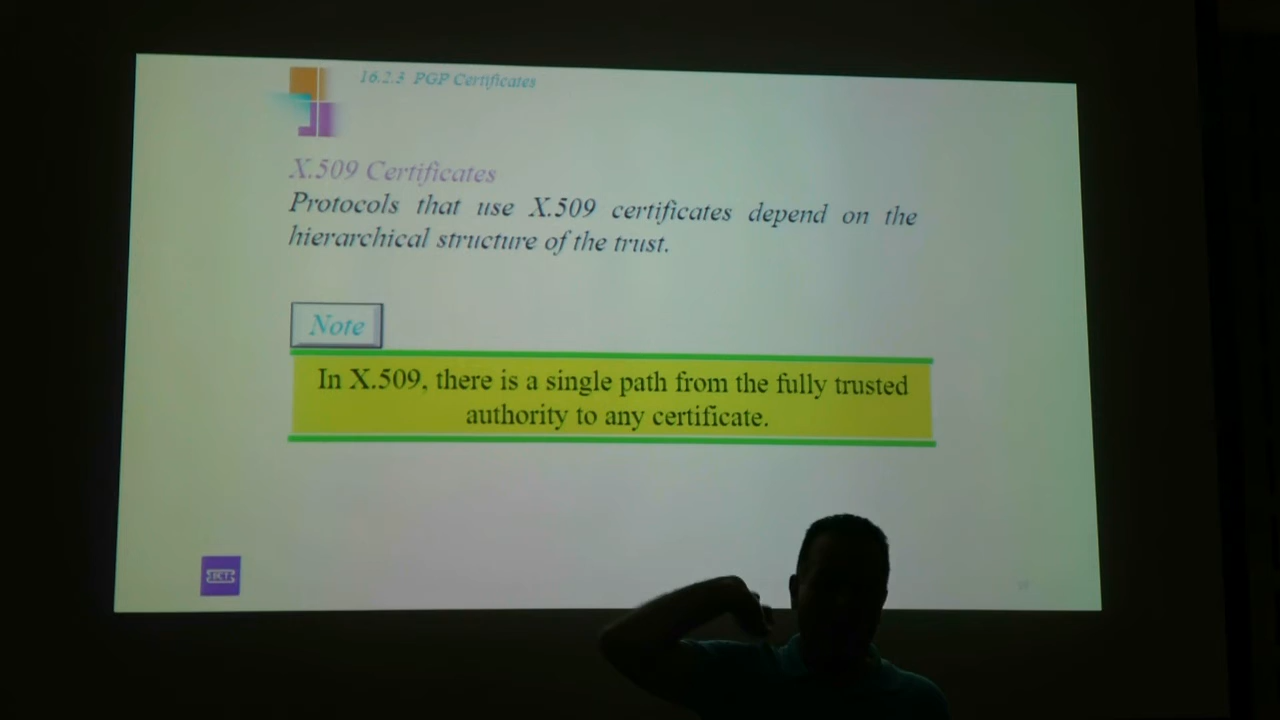 16.2.3 PGP Certificates
X.509 Certificates
Protocols that use X.509 certificates depend on the
hierarchical structure of the trust.
Note
In X.509, there is a single path from the fully trusted
authority to any certificate.